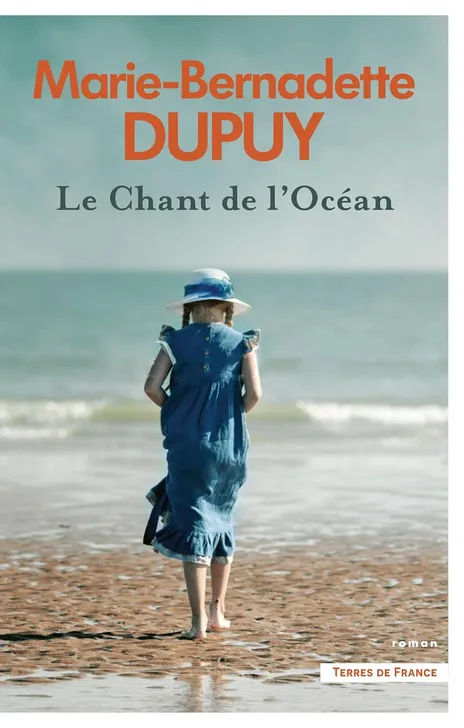 Marie-Bernadette
DUPUY
Le Chant de l'Océan
roman
TERRES DE FRANCE